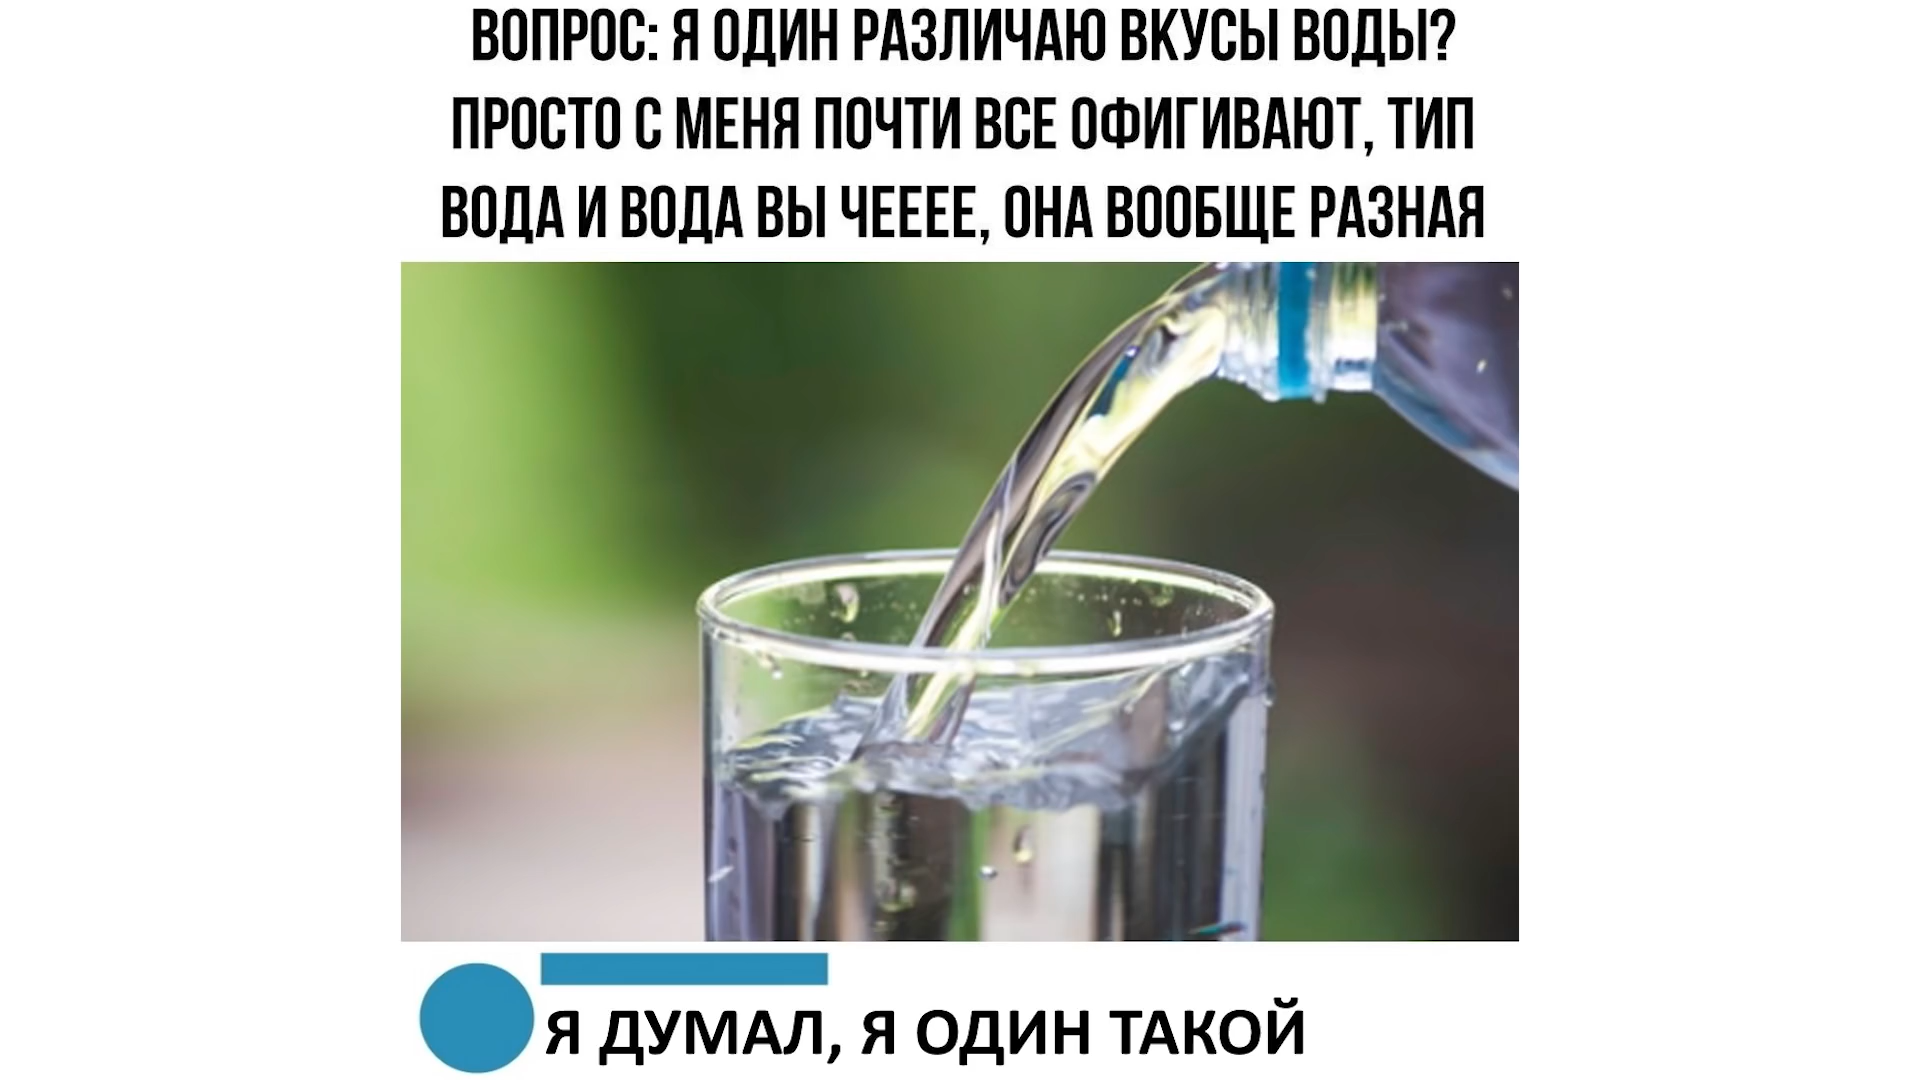 ВОПРОС: Я ОДИН РАЗЛИЧАЮ ВКУСЫ ВОДЫ?
ПРОСТО С МЕНЯ ПОЧТИ ВСЕ ОФИГИВАЮТ, ТИП
ВОДА И ВОДА ВЫ ЧЕЕЕЕ, ОНА ВООБЩЕ РАЗНАЯ
Я ДУМАЛ, Я ОДИН ТАКОЙ